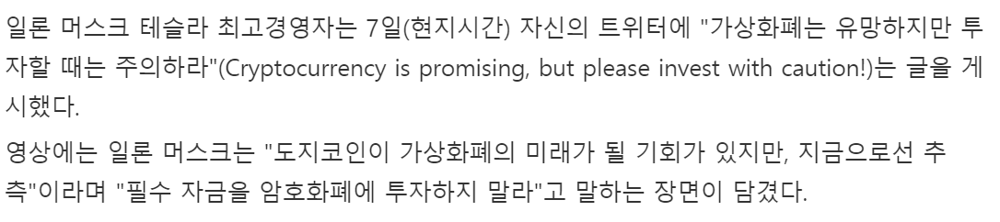 일론 머스크 테슬라 최고경영자는 7일(현지시간) 자신의 트위터에 "가상화폐는 유망하지만 투
자할 때는 주의하라"(Cryptocurrency is promising, but please invest with caution!)는 글을 게
시했다.
영상에는 일론 머스크는 "도지코인이 가상화폐의 미래가 될 기회가 있지만, 지금으로선 추
측"이라며 "필수 자금을 암호화폐에 투자하지 말라"고 말하는 장면이 담겼다.